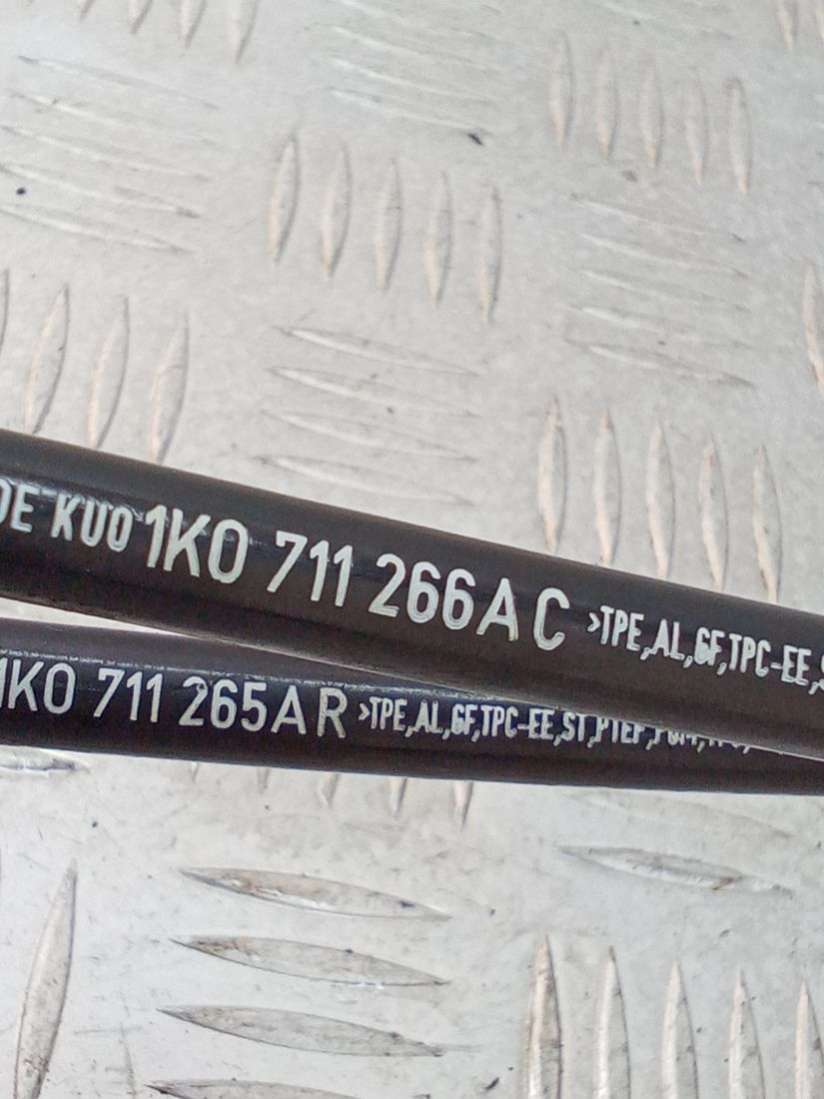 DE KUO 1K0 711 266 A C >TPE,AL,GF,TPC-EE,
1K0 711 265 A R >TPE,AL,GF,TPC-EE,ST,PTEP,